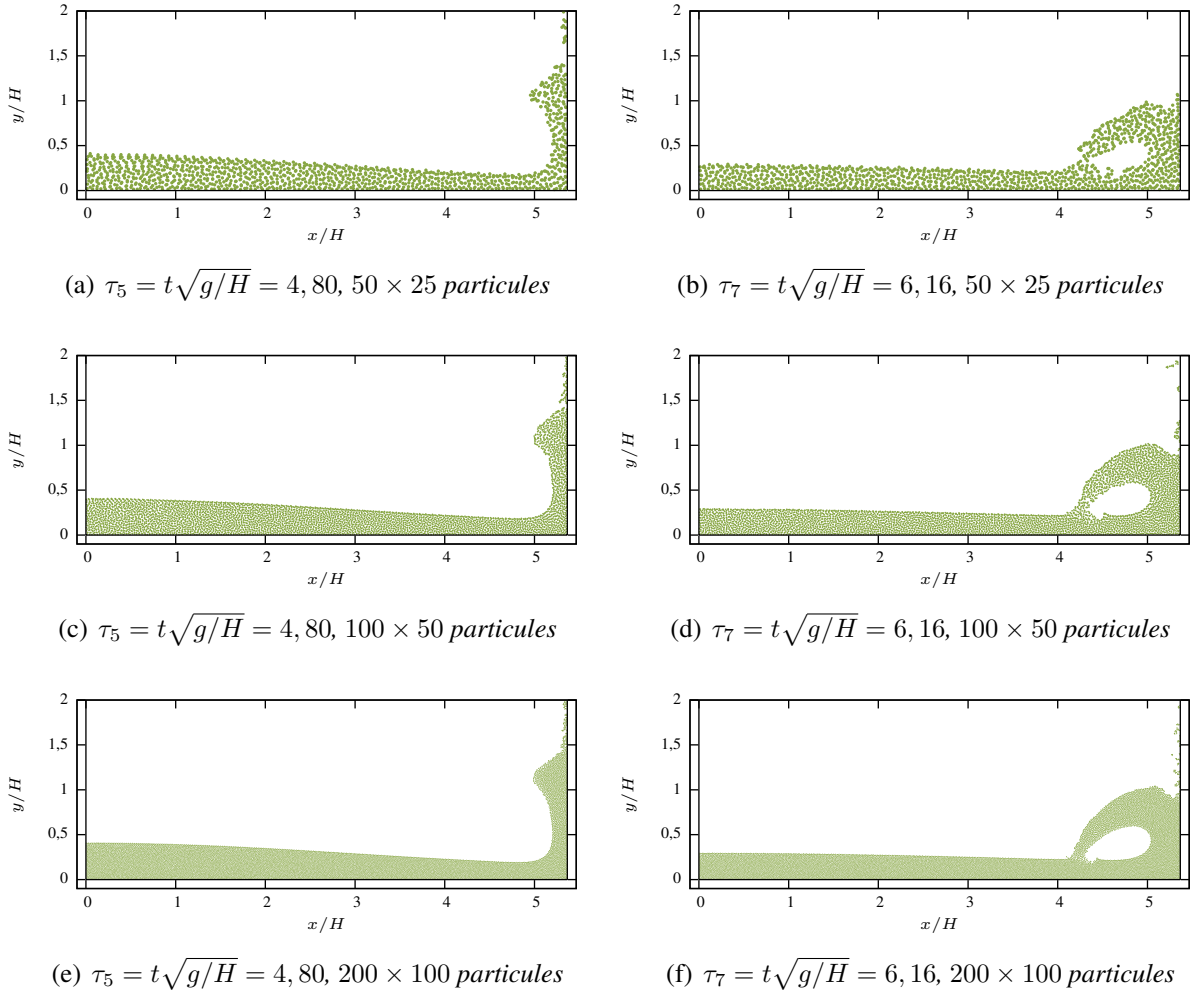 2
1,5
1
0,5
0
y/H
0 1 2 3 4 5
x/H
(a) τ₅ = t√g/H = 4, 80, 50 × 25 particules
2
1,5
1
0,5
0
y/H
0 1 2 3 4 5
x/H
(b) τ₇ = t√g/H = 6, 16, 50 × 25 particules
2
1,5
1
0,5
0
y/H
0 1 2 3 4 5
x/H
(c) τ₅ = t√g/H = 4, 80, 100 × 50 particules
2
1,5
1
0,5
0
y/H
0 1 2 3 4 5
x/H
(d) τ₇ = t√g/H = 6, 16, 100 × 50 particules
2
1,5
1
0,5
0
y/H
0 1 2 3 4 5
x/H
(e) τ₅ = t√g/H = 4, 80, 200 × 100 particules
2
1,5
1
0,5
0
y/H
0 1 2 3 4 5
x/H
(f) τ₇ = t√g/H = 6, 16, 200 × 100 particules